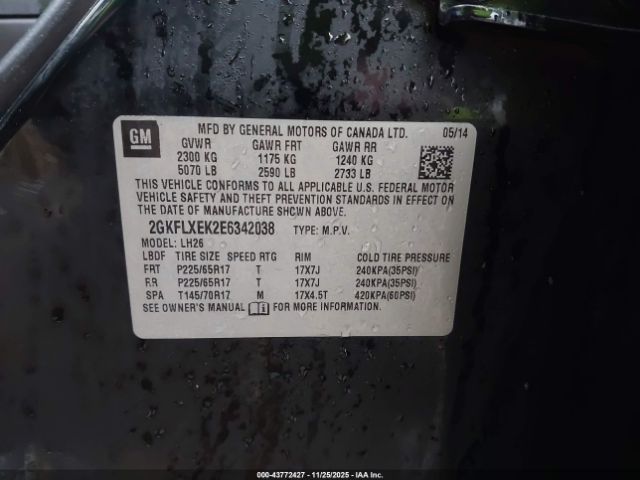 GM MFD BY GENERAL MOTORS OF CANADA LTD. 05/14
GVWR GAWR FRT GAWR RR
2300 KG 1175 KG 1240 KG
5070 LB 2590 LB 2733 LB
THIS VEHICLE CONFORMS TO ALL APPLICABLE U.S. FEDERAL MOTOR
VEHICLE SAFETY AND THEFT PREVENTION STANDARDS IN EFFECT ON
THE DATE OF MANUFACTURE SHOWN ABOVE.
2GKFLXEK2E6342038 TYPE: M.P.V.
MODEL: LH26
LBDF TIRE SIZE SPEED RTG RIM COLD TIRE PRESSURE
FRT P225/65R17 T 17X7J 240KPA(35PSI)
RR P225/65R17 T 17X7J 240KPA(35PSI)
SPA T145/70R17 M 17X4.5T 420KPA(60PSI)
SEE OWNER'S MANUAL FOR MORE INFORMATION.
000-43772427 - 11/25/2025 - IAAI.COM